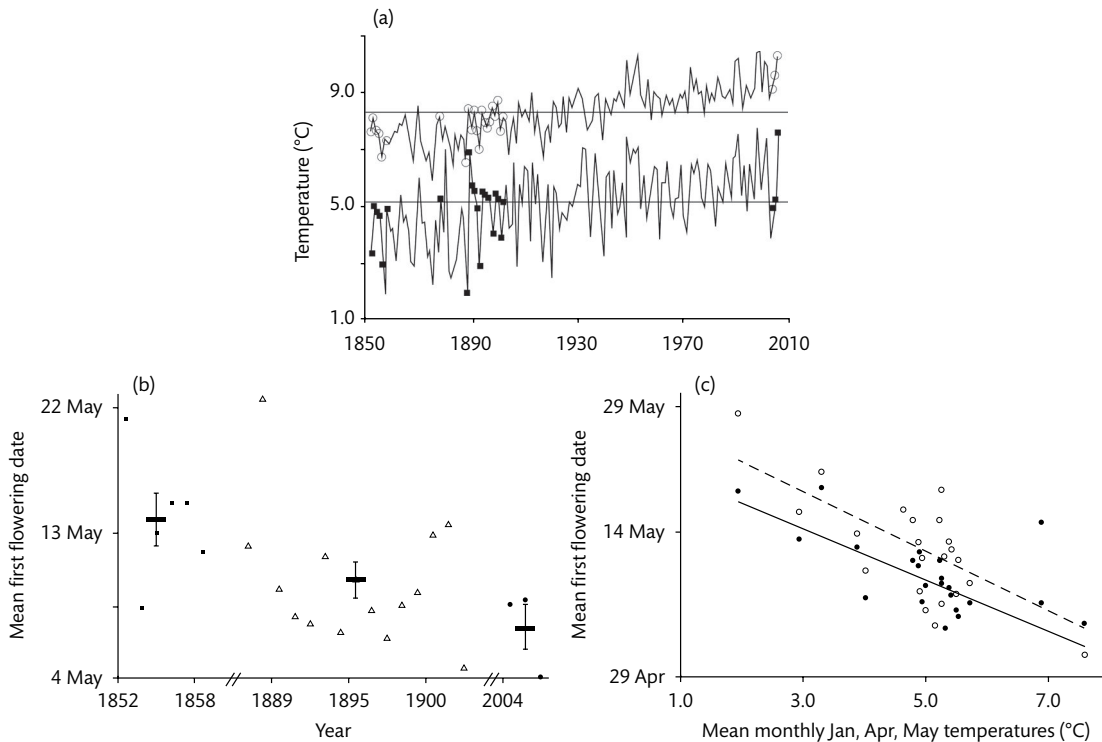 (a)
Temperature (°C)
9.0
5.0
1.0
1850 1890 1930 1970 2010
(b)
Mean first flowering date
22 May
13 May
4 May
1852 1858 1889 1895 1900 2004
Year
(c)
Mean first flowering date
29 May
14 May
29 Apr
1.0 3.0 5.0 7.0
Mean monthly Jan, Apr, May temperatures (°C)